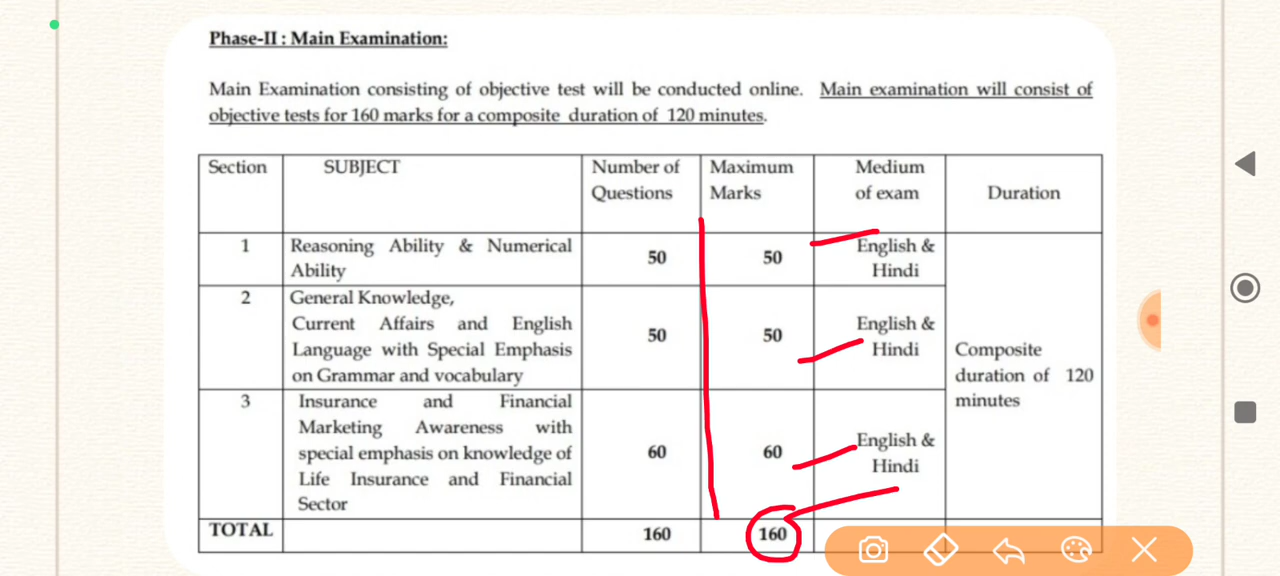 Phase-II : Main Examination:
Main Examination consisting of objective test will be conducted online. Main examination will consist of
objective tests for 160 marks for a composite duration of 120 minutes.
Section SUBJECT Number of Questions Maximum Marks Medium of exam Duration
1 Reasoning Ability & Numerical
Ability 50 50 English &
Hindi
2 General Knowledge,
Current Affairs and English
Language with Special Emphasis
on Grammar and vocabulary 50 50 English &
Hindi
3 Insurance and Financial
Marketing Awareness with
special emphasis on knowledge of
Life Insurance and Financial
Sector 60 60 English &
Hindi
Composite
duration of 120
minutes
TOTAL 160 160